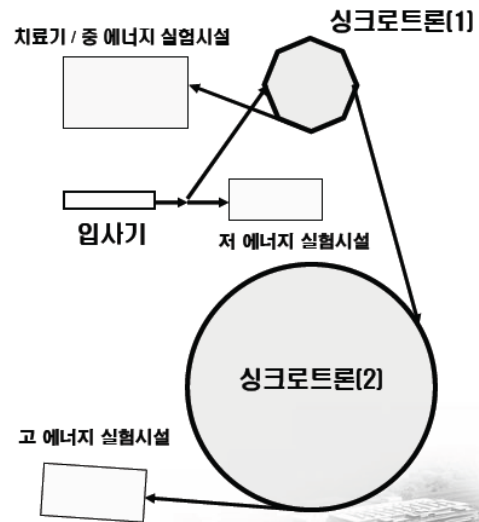 싱크로트론(1)
치료기 / 중 에너지 실험시설
입사기
저 에너지 실험시설
싱크로트론(2)
고 에너지 실험시설